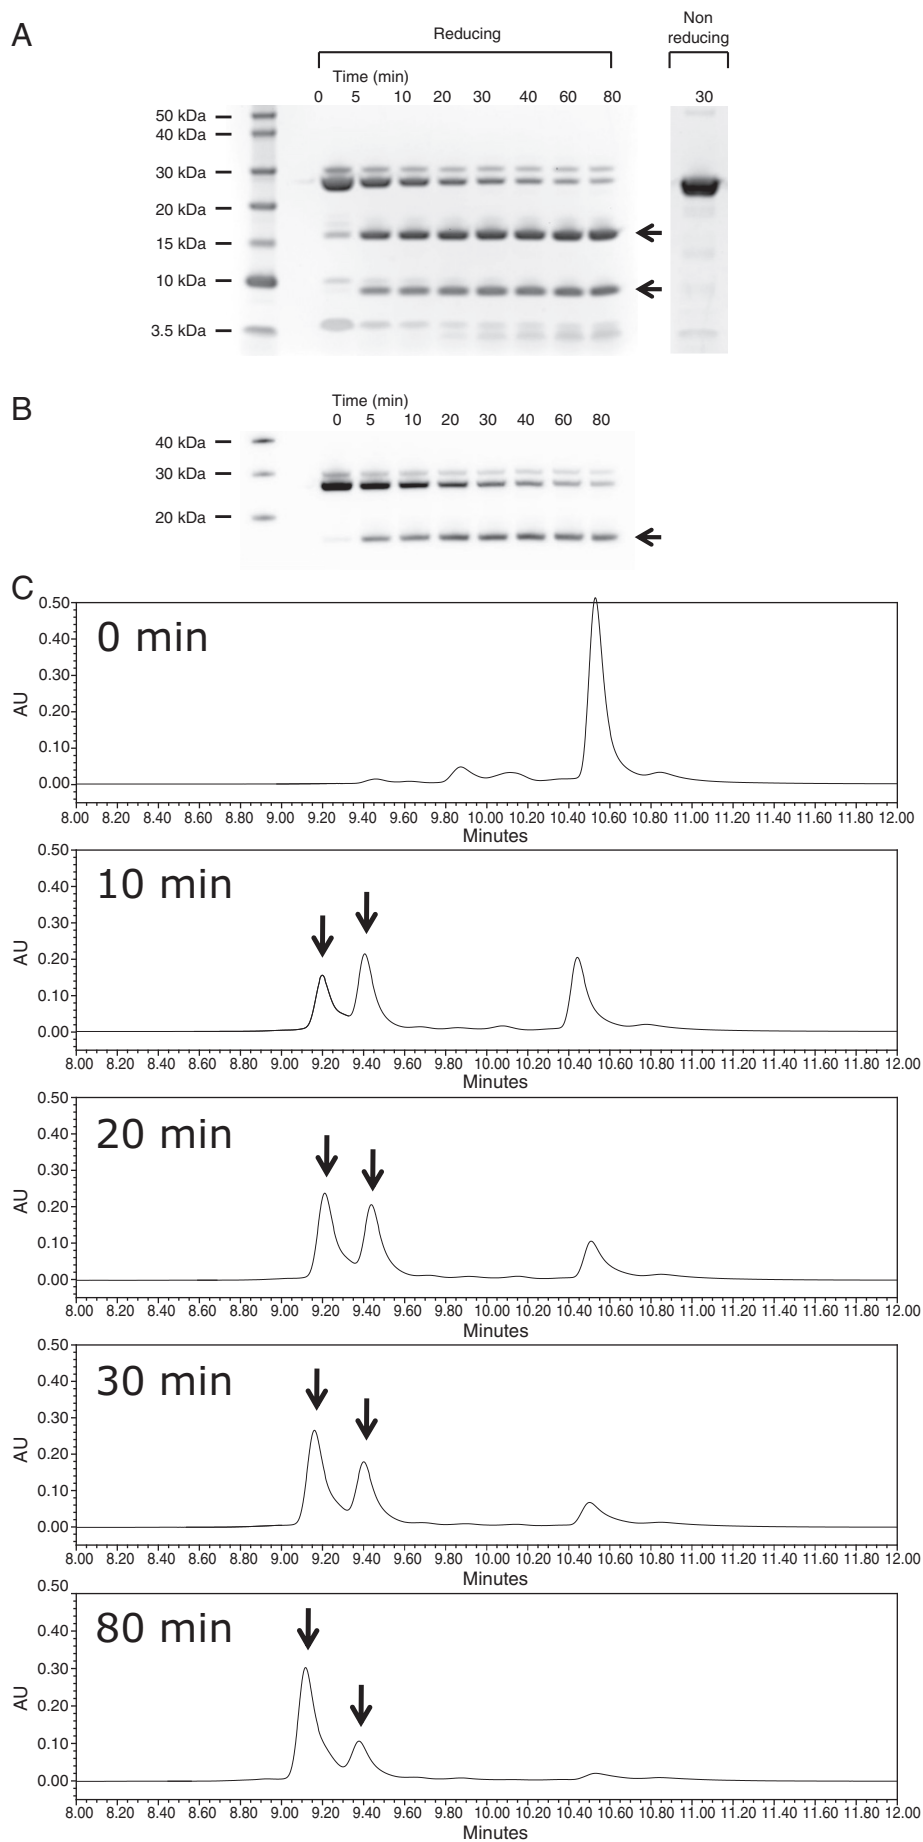 A
Reducing
Non
reducing
Time (min)
0 5 10 20 30 40 60 80
30
50 kDa
40 kDa
30 kDa
20 kDa
15 kDa
10 kDa
3.5 kDa
B
Time (min)
0 5 10 20 30 40 60 80
40 kDa
30 kDa
20 kDa
C
0 min
0.50
0.40
0.30
0.20
0.10
0.00
AU
8.00 8.20 8.40 8.60 8.80 9.00 9.20 9.40 9.60 9.80 10.00 10.20 10.40 10.60 10.80 11.00 11.20 11.40 11.60 11.80 12.00
Minutes
10 min
0.50
0.40
0.30
0.20
0.10
0.00
AU
8.00 8.20 8.40 8.60 8.80 9.00 9.20 9.40 9.60 9.80 10.00 10.20 10.40 10.60 10.80 11.00 11.20 11.40 11.60 11.80 12.00
Minutes
20 min
0.50
0.40
0.30
0.20
0.10
0.00
AU
8.00 8.20 8.40 8.60 8.80 9.00 9.20 9.40 9.60 9.80 10.00 10.20 10.40 10.60 10.80 11.00 11.20 11.40 11.60 11.80 12.00
Minutes
30 min
0.50
0.40
0.30
0.20
0.10
0.00
AU
8.00 8.20 8.40 8.60 8.80 9.00 9.20 9.40 9.60 9.80 10.00 10.20 10.40 10.60 10.80 11.00 11.20 11.40 11.60 11.80 12.00
Minutes
80 min
0.50
0.40
0.30
0.20
0.10
0.00
AU
8.00 8.20 8.40 8.60 8.80 9.00 9.20 9.40 9.60 9.80 10.00 10.20 10.40 10.60 10.80 11.00 11.20 11.40 11.60 11.80 12.00
Minutes